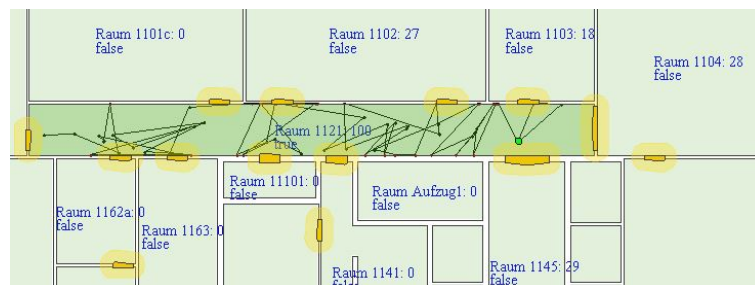 Raum 1101c: 0
false
Raum 1102: 27
false
Raum 1103: 18
false
Raum 1104: 28
false
Raum 1121: 100
true
Raum 11101: 0
false
Raum Aufzug1: 0
false
Raum 1162a: 0
false
Raum 1163: 0
false
Raum 1141: 0
false
Raum 1145: 29
false